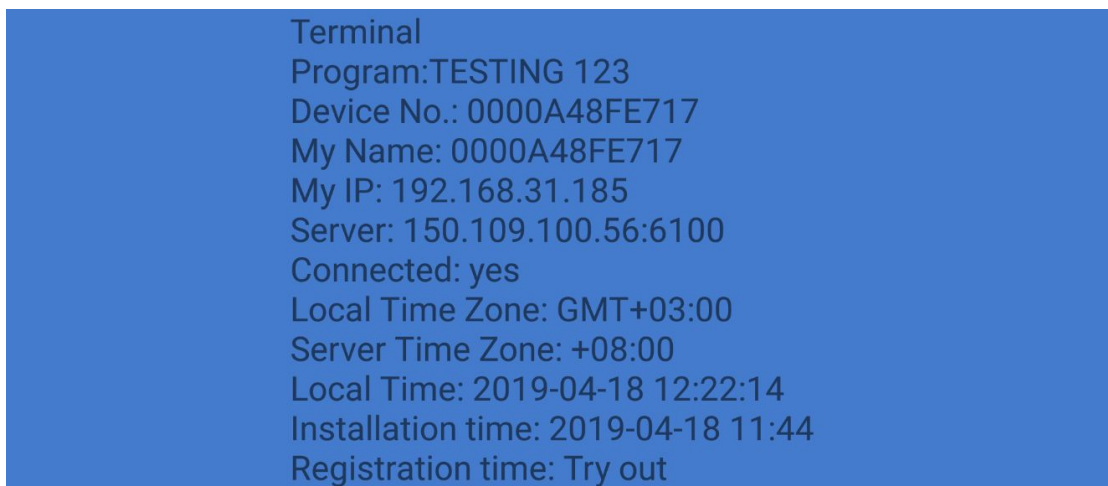 Terminal
Program:TESTING 123
Device No.: 0000A48FE717
My Name: 0000A48FE717
My IP: 192.168.31.185
Server: 150.109.100.56:6100
Connected: yes
Local Time Zone: GMT+03:00
Server Time Zone: +08:00
Local Time: 2019-04-18 12:22:14
Installation time: 2019-04-18 11:44
Registration time: Try out